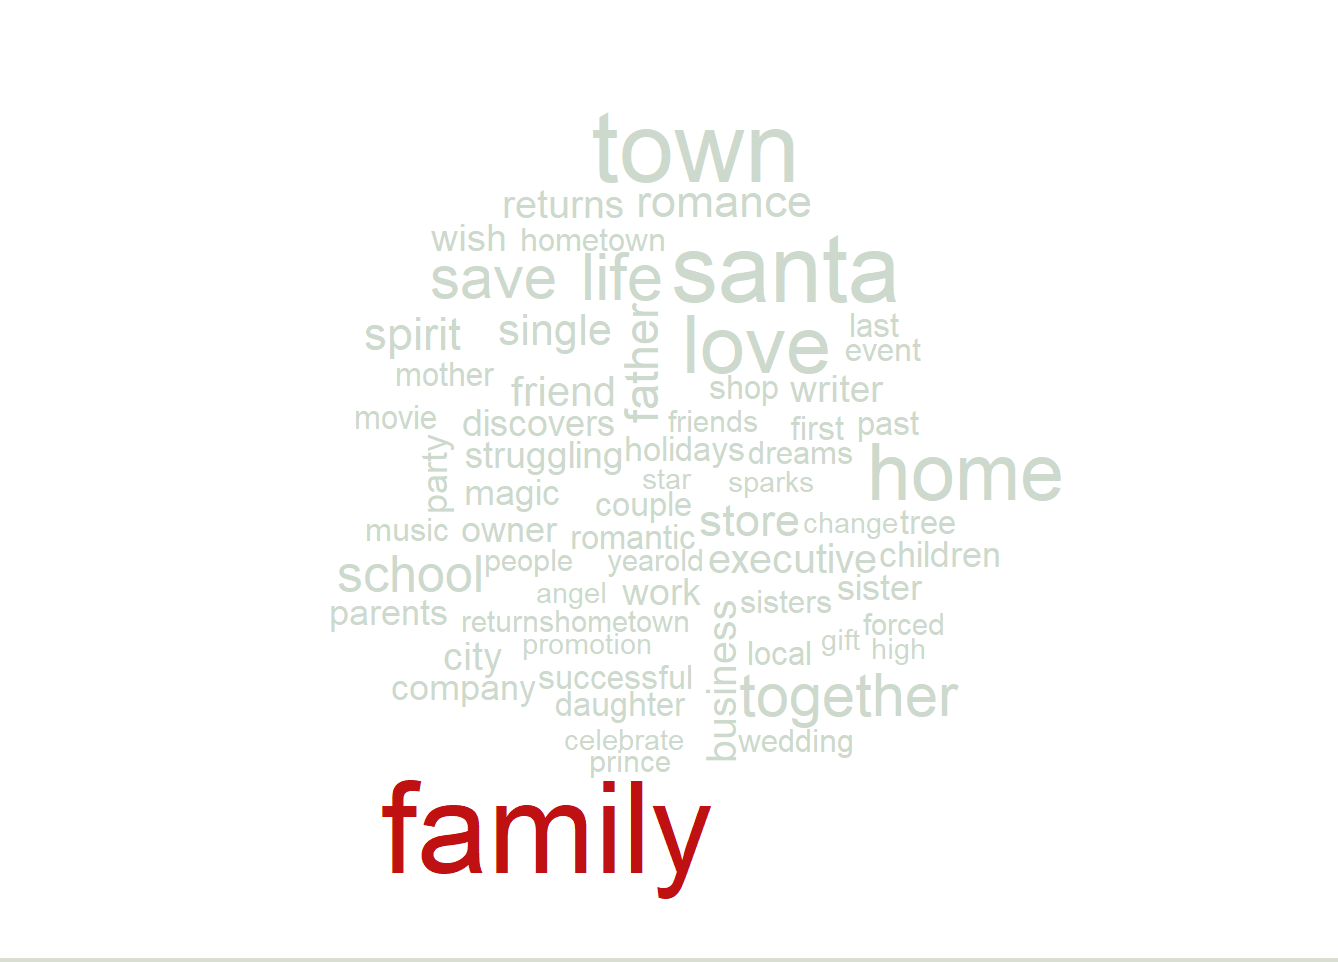 town
returns romance
wish hometown
save life santa
spirit single father love last
event
mother friend shop writer
movie discovers friends first past
party struggling holidays dreams home
magic star sparks
couple store change tree
music owner romantic
school people yearold executive children
angel work business sisters sister
parents returnshometown gift forced
city promotion local high
company successful together
daughter
celebrate wedding
prince
family